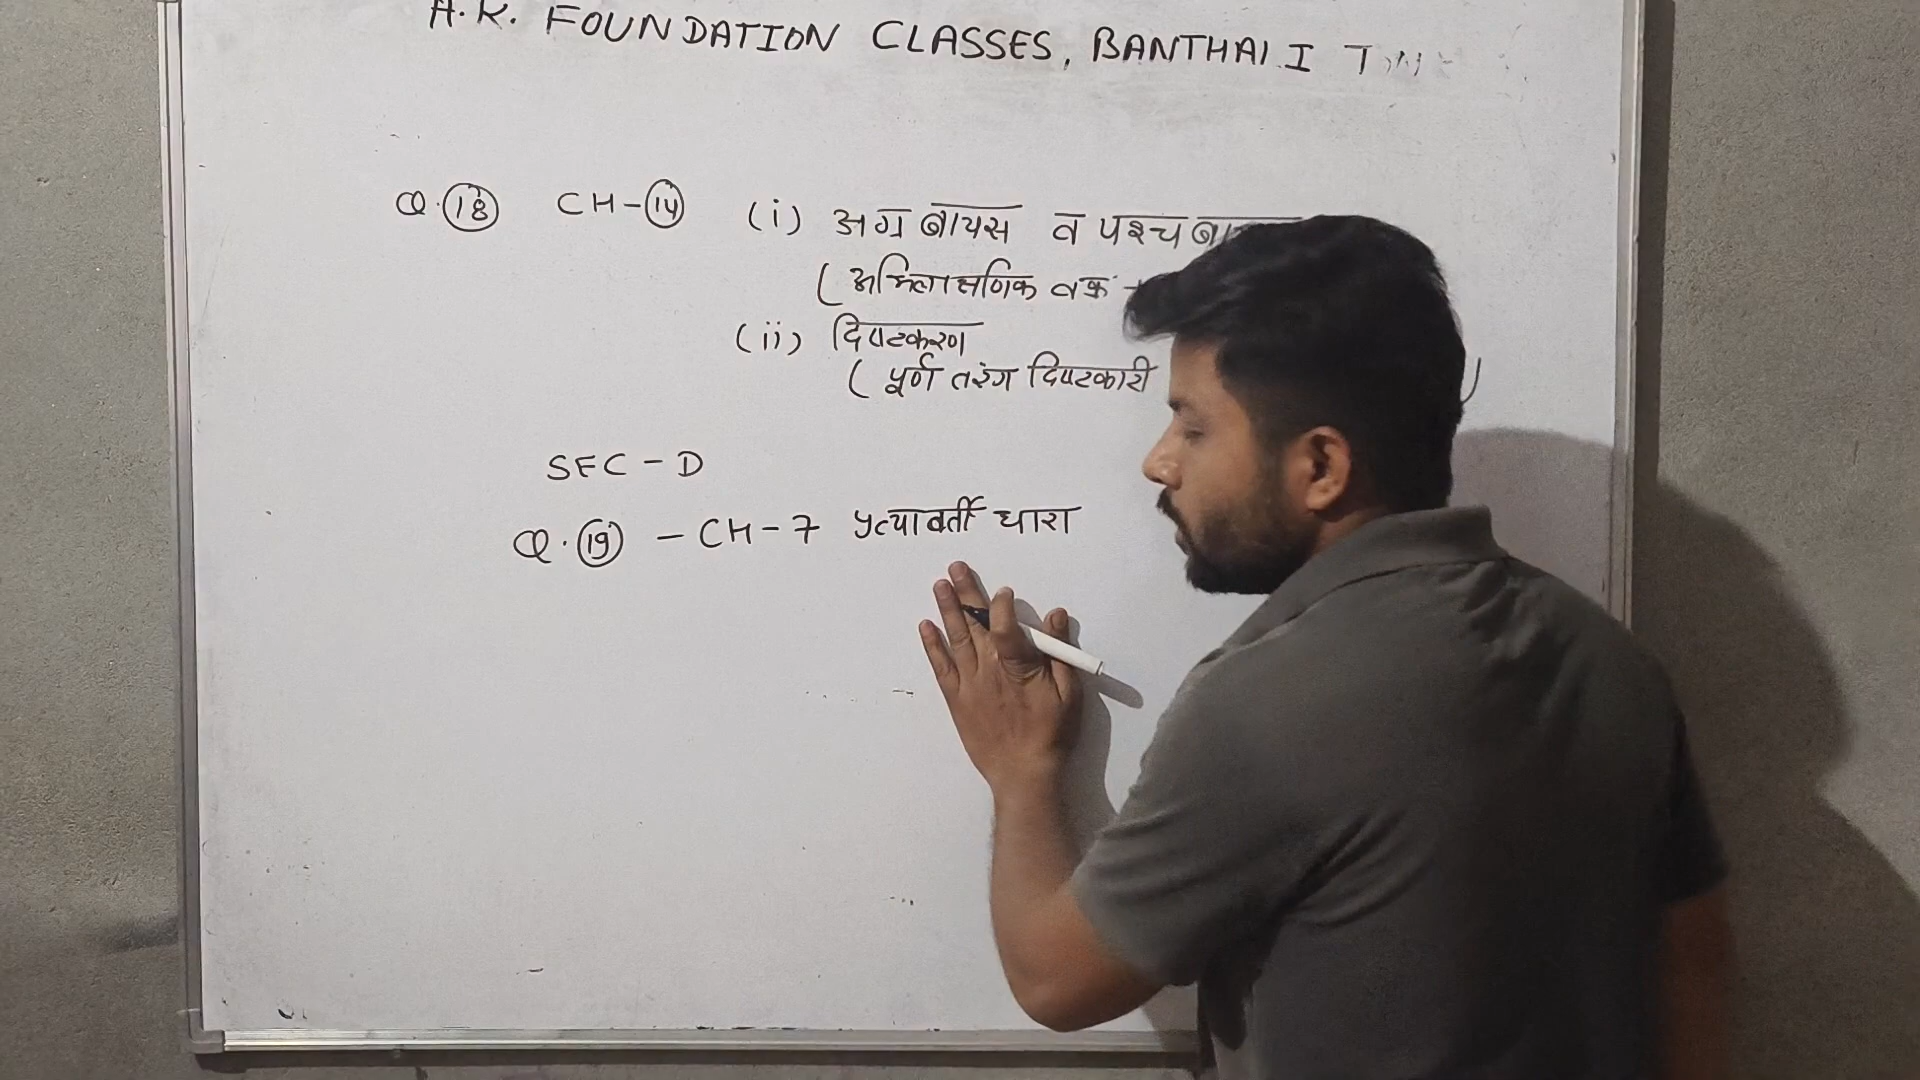 A.K. FOUNDATION CLASSES, BANTHALI
Q.18 CH-14 (i) अग्र बायस व पश्च
(अभिलाक्षणिक वक्र
(ii) दिष्टकरण
(पूर्ण तरंग दिष्टकारी
SEC-D
Q.19 - CH-7 प्रत्यावर्ती धारा